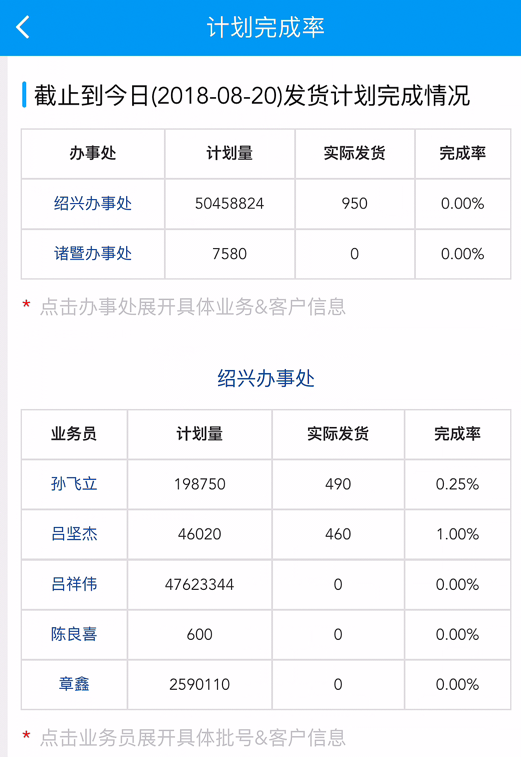 计划完成率
截止到今日(2018-08-20)发货计划完成情况
办事处 计划量 实际发货 完成率
绍兴办事处 50458824 950 0.00%
诸暨办事处 7580 0 0.00%
* 点击办事处展开具体业务&客户信息
绍兴办事处
业务员 计划量 实际发货 完成率
孙飞立 198750 490 0.25%
吕坚杰 46020 460 1.00%
吕祥伟 47623344 0 0.00%
陈良喜 600 0 0.00%
章鑫 2590110 0 0.00%
* 点击业务员展开具体批号&客户信息